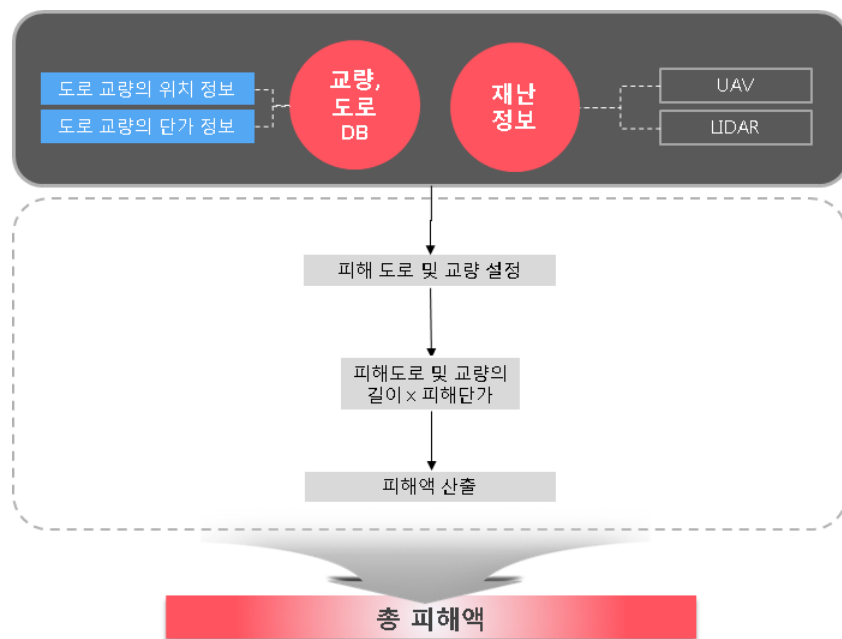 도로 교량의 위치 정보
도로 교량의 단가 정보
교량,
도로
DB
재난
정보
UAV
LIDAR
피해 도로 및 교량 설정
피해도로 및 교량의
길이 x 피해단가
피해액 산출
총 피해액